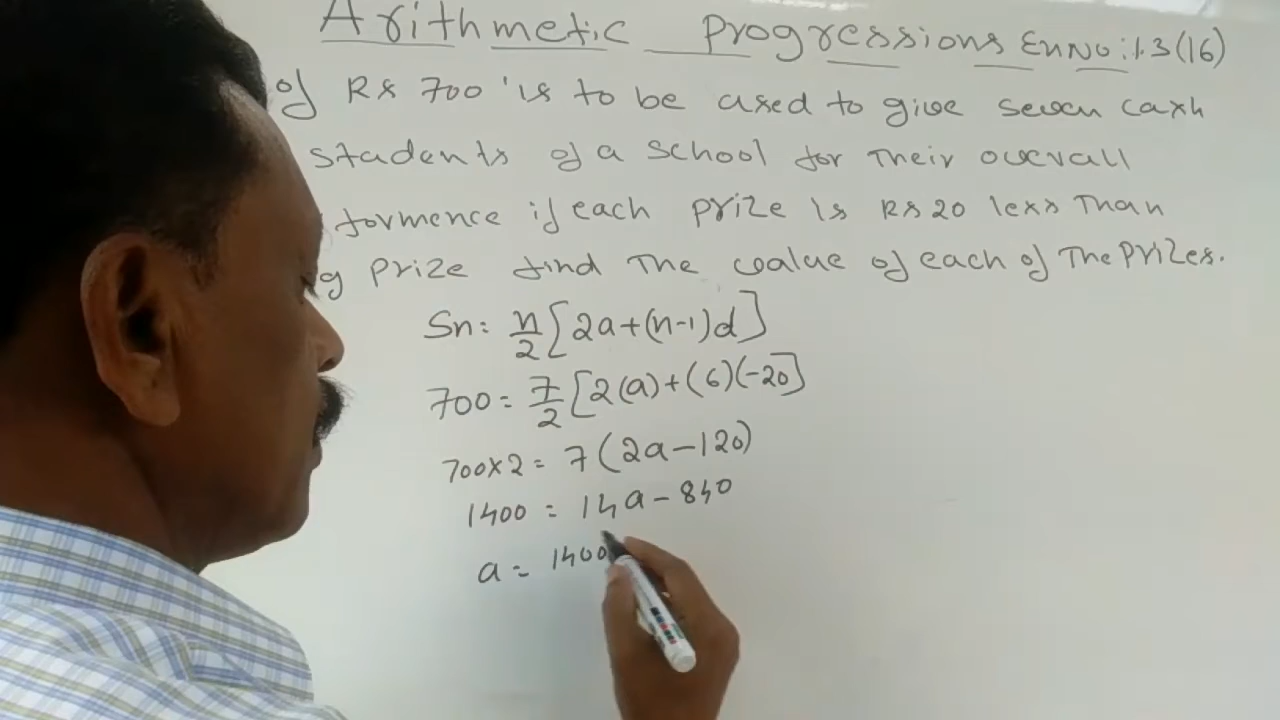 Arithmetic Progressions ExNo: 1.3(16)
of Rs 700 is to be used to give seven cash
students of a school for their overall
formence if each prize is Rs 20 less than
g prize find the value of each of the prizes.
Sn = n/2 [2a+(n-1)d]
700 = 7/2 [2(a)+(6)(-20]
700×2 = 7(2a-120)
1400 = 14a-840
a = 1400